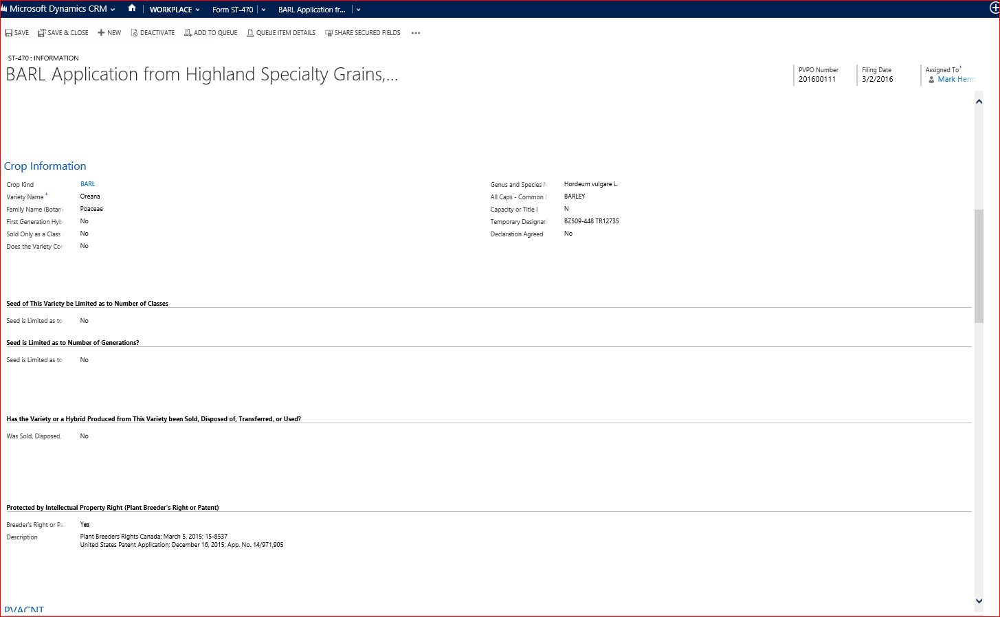 Microsoft Dynamics CRM WORKPLACE Form ST-470 BARL Application fr...
SAVE SAVE & CLOSE NEW DEACTIVATE ADD TO QUEUE QUEUE ITEM DETAILS SHARE SECURED FIELDS •••
ST-470 : INFORMATION
BARL Application from Highland Specialty Grains,...
PVPO Number Filing Date Assigned To*
201600111 3/2/2016 Mark Herm
Crop Information
Crop Kind BARL Genus and Species N Hordeum vulgare L.
Variety Name * Oreana All Caps - Common BARLEY
Family Name (Botani Poaceae Capacity or Title I N
First Generation Hyb No Temporary Designati BZ509-448 TR12735
Sold Only as a Class No Declaration Agreed No
Does the Variety Con No
Seed of This Variety be Limited as to Number of Classes
Seed is Limited as to No
Seed is Limited as to Number of Generations?
Seed is Limited as to No
Has the Variety or a Hybrid Produced from This Variety been Sold, Disposed of, Transferred, or Used?
Was Sold, Disposed, No
Protected by Intellectual Property Right (Plant Breeder's Right or Patent)
Breeder's Right or Pa Yes
Description Plant Breeders Rights Canada; March 5, 2015; 15-8537
United States Patent Application; December 16, 2015; App. No. 14/971,905
PVACNT